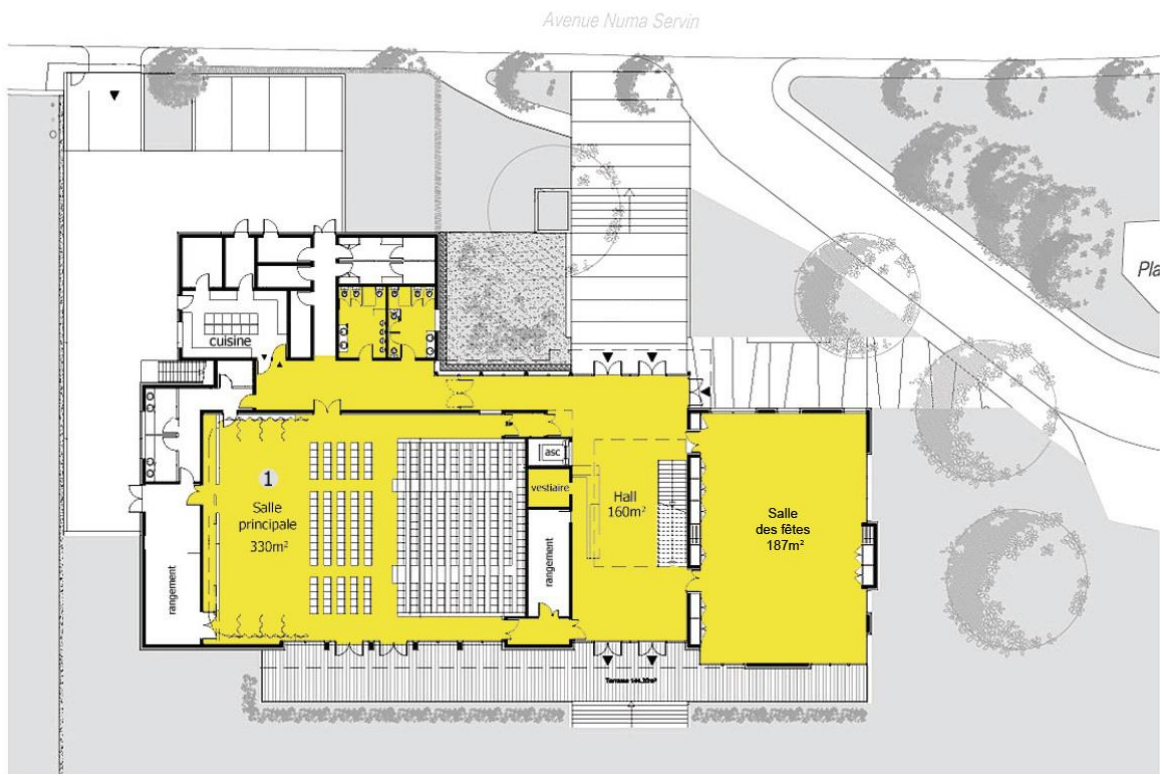 Avenue Numa Servin
Pla
cuisine
asc
vestiaire
1
Salle
principale
330m²
Hall
160m²
Salle
des fêtes
187m²
rangement
rangement